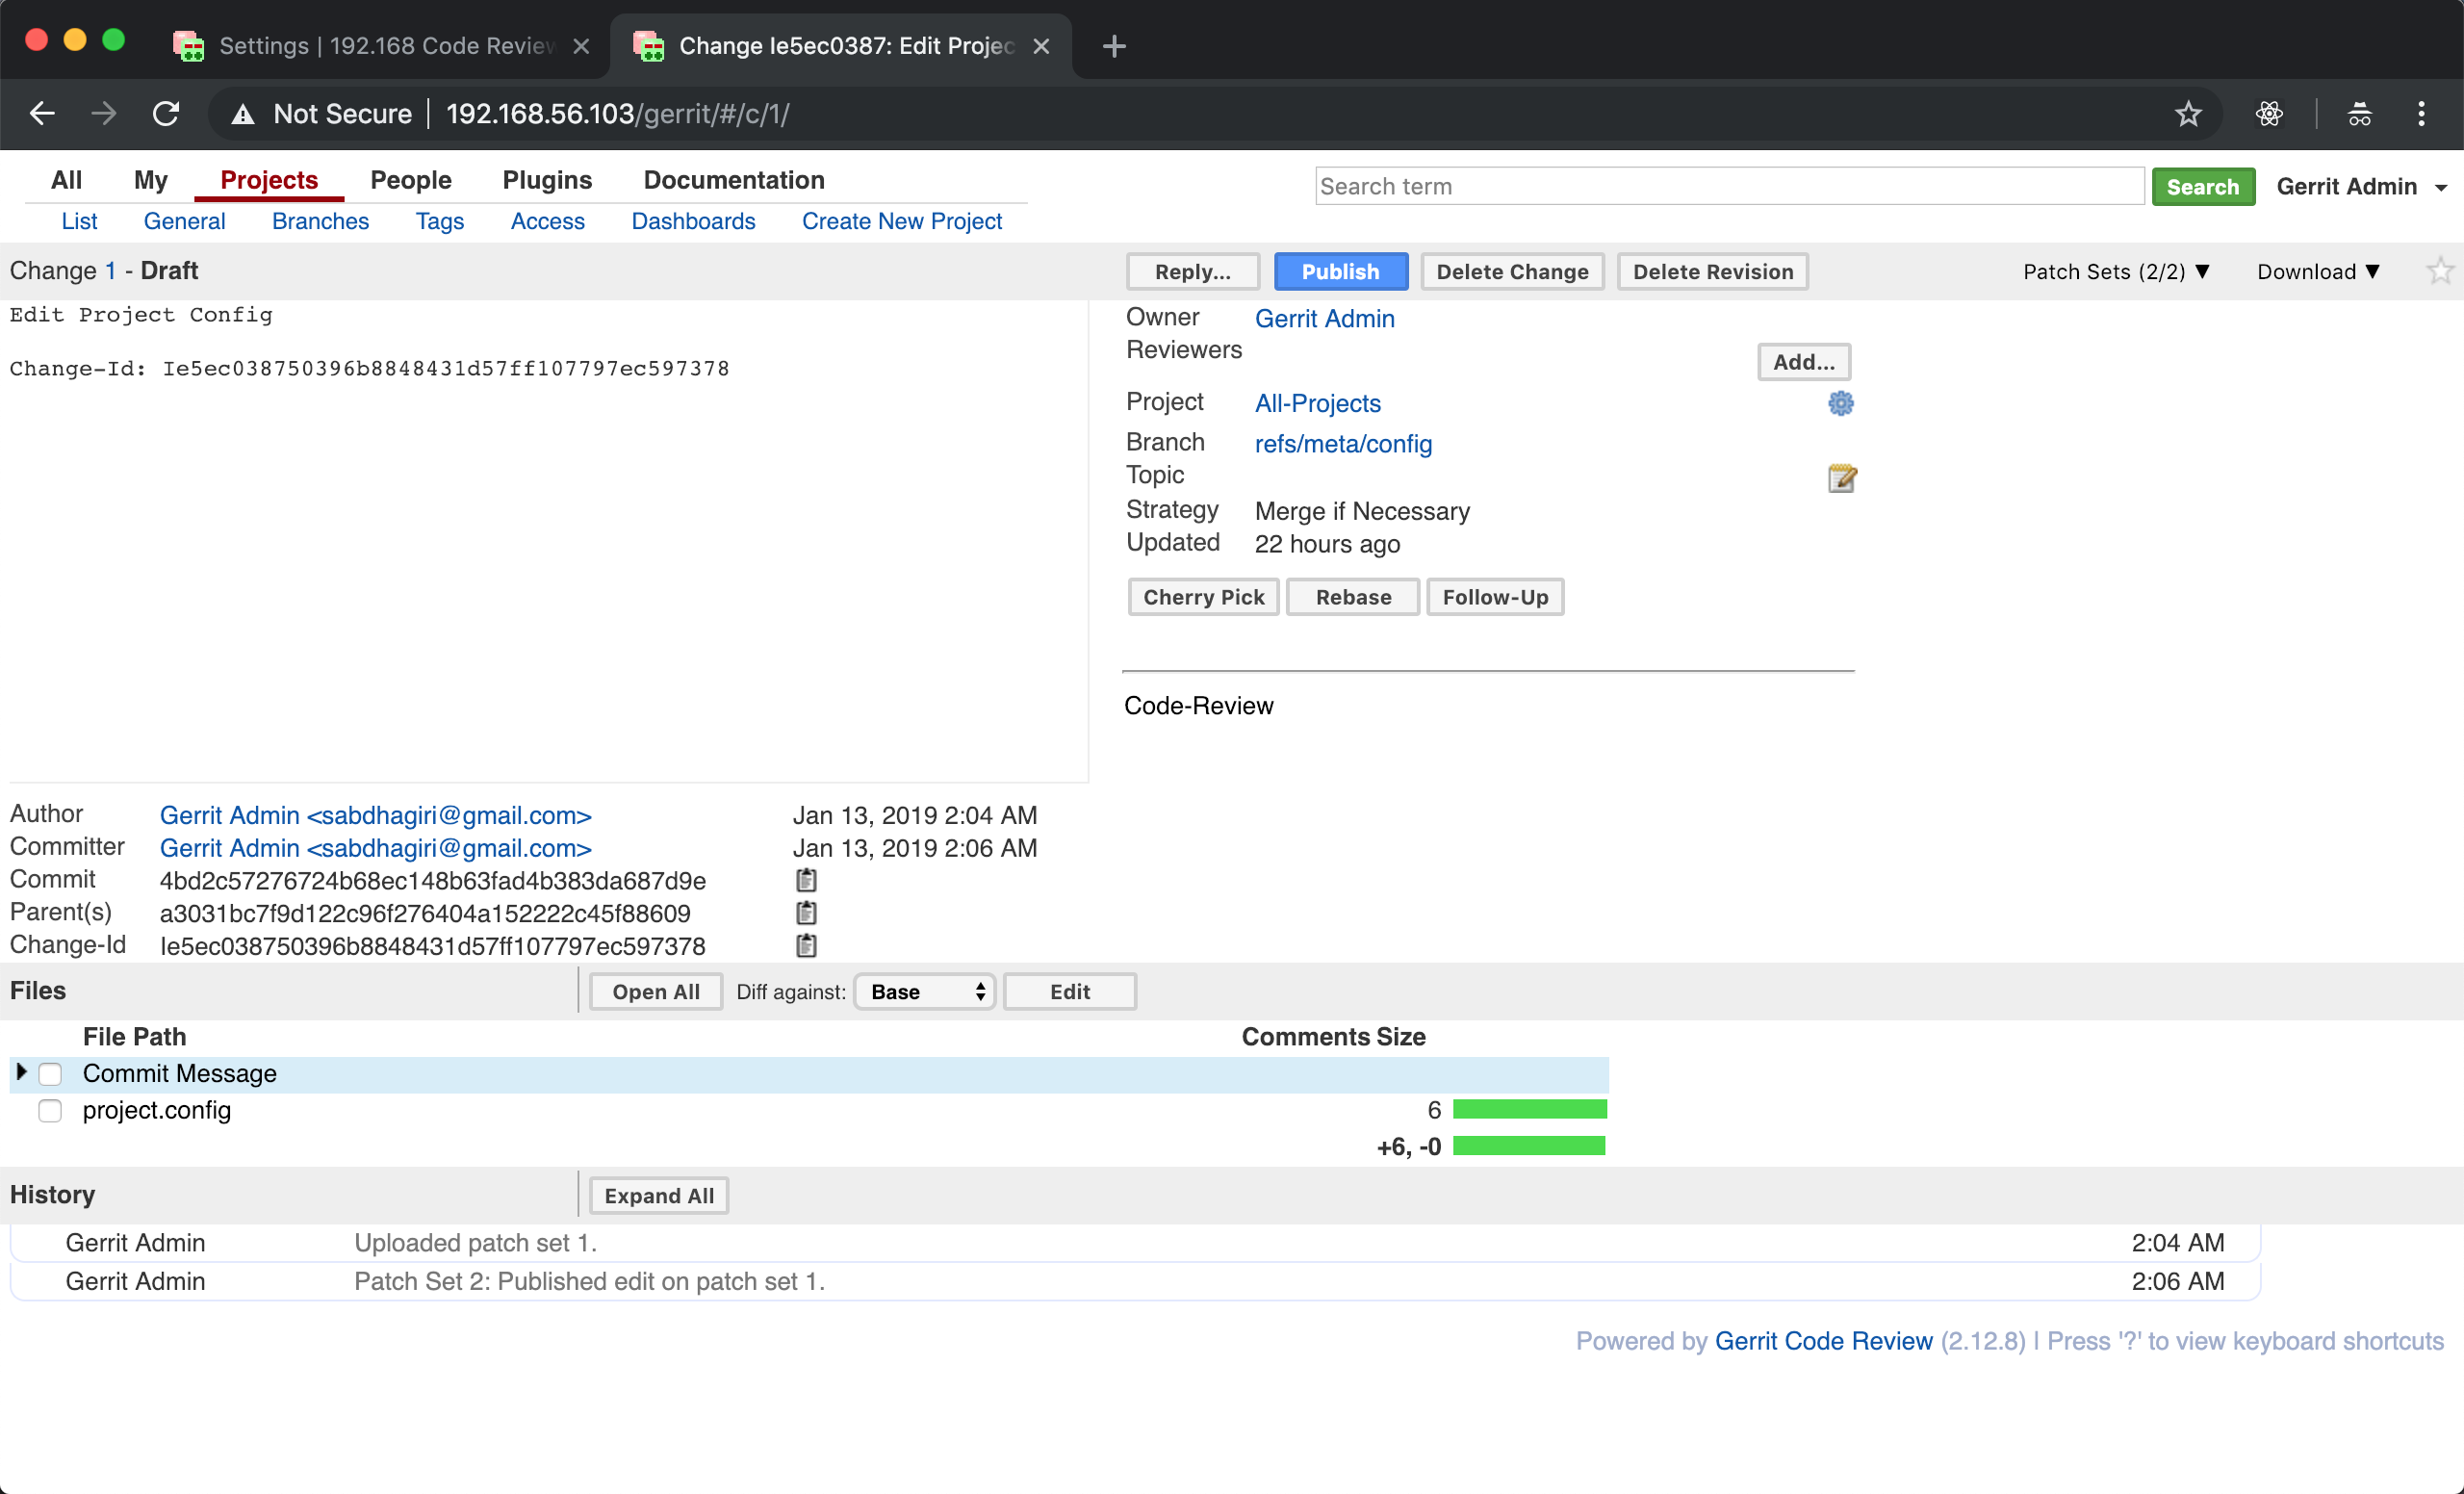 Settings | 192.168 Code Review
Change Ie5ec0387: Edit Projec
Not Secure 192.168.56.103/gerrit/#/c/1/
All My Projects People Plugins Documentation
Search term Search Gerrit Admin
List General Branches Tags Access Dashboards Create New Project
Change 1 - Draft Reply... Publish Delete Change Delete Revision Patch Sets (2/2) ▼ Download ▼
Edit Project Config
Change-Id: Ie5ec038750396b8848431d57ff107797ec597378
Owner Gerrit Admin
Reviewers
Add...
Project All-Projects
Branch refs/meta/config
Topic
Strategy Merge if Necessary
Updated 22 hours ago
Cherry Pick Rebase Follow-Up
Code-Review
Author Gerrit Admin <sabdhagiri@gmail.com> Jan 13, 2019 2:04 AM
Committer Gerrit Admin <sabdhagiri@gmail.com> Jan 13, 2019 2:06 AM
Commit 4bd2c57276724b68ec148b63fad4b383da687d9e
Parent(s) a3031bc7f9d122c96f276404a152222c45f88609
Change-Id Ie5ec038750396b8848431d57ff107797ec597378
Files Open All Diff against: Base Edit
File Path Comments Size
Commit Message
project.config 6
+6, -0
History Expand All
Gerrit Admin Uploaded patch set 1. 2:04 AM
Gerrit Admin Patch Set 2: Published edit on patch set 1. 2:06 AM
Powered by Gerrit Code Review (2.12.8) | Press '?' to view keyboard shortcuts